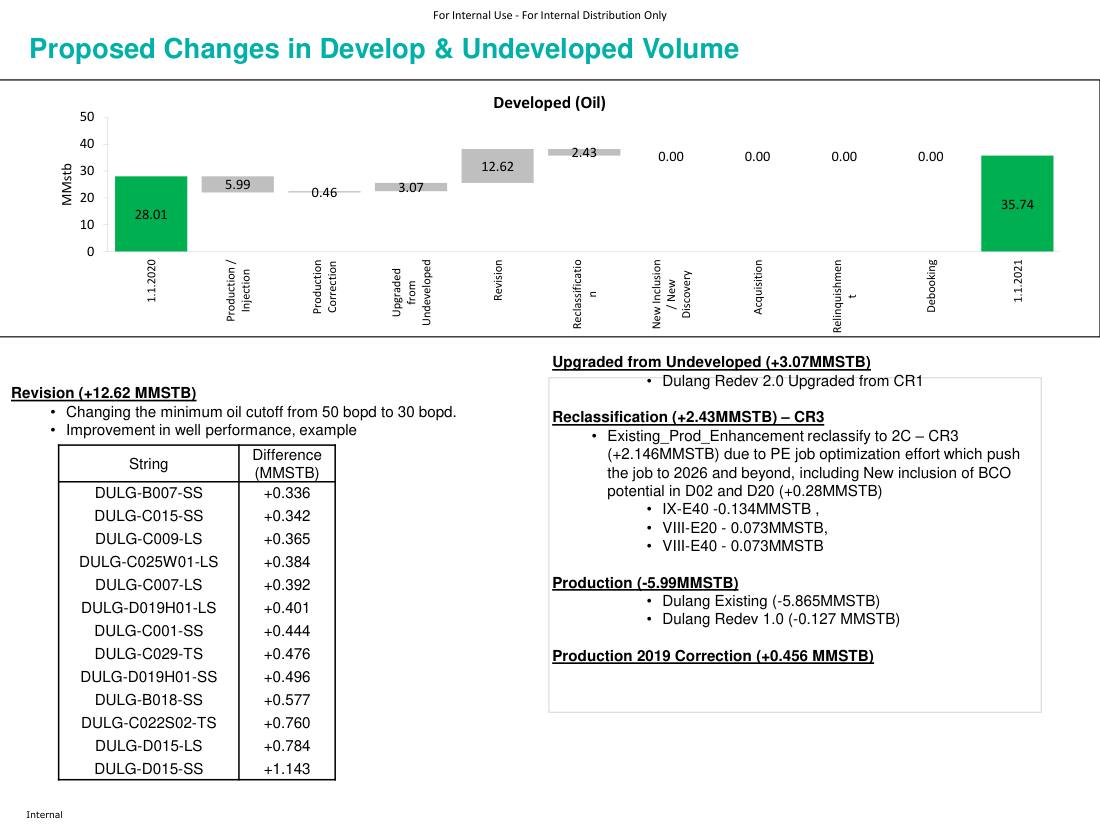 For Internal Use - For Internal Distribution Only
Proposed Changes in Develop & Undeveloped Volume
Developed (Oil)
MMstb
50
40
30
20
10
0
28.01
5.99
0.46
3.07
12.62
2.43
0.00
0.00
0.00
0.00
35.74
1.1.2020
Production /
Injection
Production
Correction
Upgraded
from
Undeveloped
Revision
Reclassificatio
n
New Inclusion
/ New
Discovery
Acquisition
Relinquishmen
t
Debooking
1.1.2021
Revision (+12.62 MMSTB)
• Changing the minimum oil cutoff from 50 bopd to 30 bopd.
• Improvement in well performance, example
String Difference
(MMSTB)
DULG-B007-SS +0.336
DULG-C015-SS +0.342
DULG-C009-LS +0.365
DULG-C025W01-LS +0.384
DULG-C007-LS +0.392
DULG-D019H01-LS +0.401
DULG-C001-SS +0.444
DULG-C029-TS +0.476
DULG-D019H01-SS +0.496
DULG-B018-SS +0.577
DULG-C022S02-TS +0.760
DULG-D015-LS +0.784
DULG-D015-SS +1.143
Upgraded from Undeveloped (+3.07MMSTB)
• Dulang Redev 2.0 Upgraded from CR1
Reclassification (+2.43MMSTB) – CR3
• Existing_Prod_Enhancement reclassify to 2C – CR3
(+2.146MMSTB) due to PE job optimization effort which push
the job to 2026 and beyond, including New inclusion of BCO
potential in D02 and D20 (+0.28MMSTB)
• IX-E40 -0.134MMSTB ,
• VIII-E20 - 0.073MMSTB,
• VIII-E40 - 0.073MMSTB
Production (-5.99MMSTB)
• Dulang Existing (-5.865MMSTB)
• Dulang Redev 1.0 (-0.127 MMSTB)
Production 2019 Correction (+0.456 MMSTB)
Internal